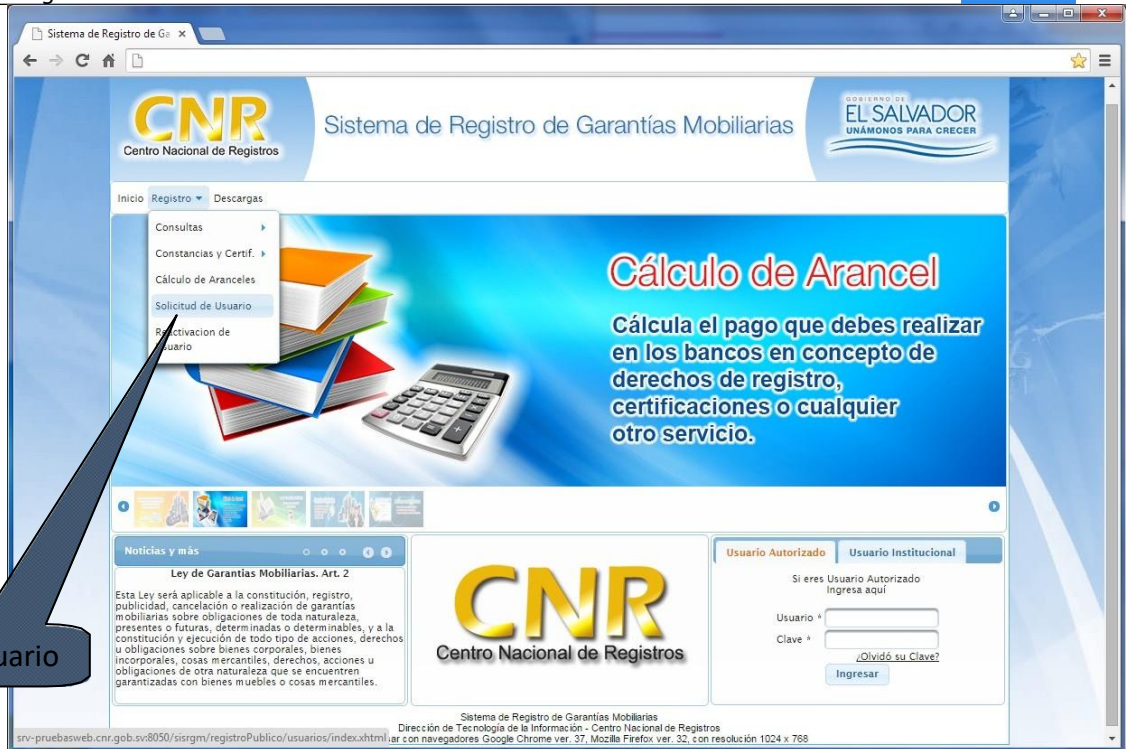 Sistema de Registro de Ga
CNR
Centro Nacional de Registros
Sistema de Registro de Garantías Mobiliarias
GOBIERNO DE
EL SALVADOR
UNÁMONOS PARA CRECER
Inicio Registro Descargas
Consultas
Constancias y Certif.
Cálculo de Aranceles
Solicitud de Usuario
Reactivacion de
Usuario
Cálculo de Arancel
Cálcula el pago que debes realizar
en los bancos en concepto de
derechos de registro,
certificaciones o cualquier
otro servicio.
Noticias y más
Ley de Garantias Mobiliarias. Art. 2
Esta Ley será aplicable a la constitución, registro,
publicidad, cancelación o realización de garantías
mobiliarias sobre obligaciones de toda naturaleza,
presentes o futuras, determinadas o determinables, y a la
constitución y ejecución de todo tipo de acciones, derechos
u obligaciones sobre bienes corporales, bienes
incorporales, cosas mercantiles, derechos, acciones u
obligaciones de otra naturaleza que se encuentren
garantizadas con bienes muebles o cosas mercantiles.
CNR
Centro Nacional de Registros
Usuario Autorizado Usuario Institucional
Si eres Usuario Autorizado
Ingresa aquí
Usuario *
Clave *
¿Olvidó su Clave?
Ingresar
uario
Sistema de Registro de Garantías Mobiliarias
Dirección de Tecnología de la Información - Centro Nacional de Registros
srv-pruebasweb.cnr.gob.sv:8050/sisrgm/registroPublico/usuarios/index.xhtml ar con navegadores Google Chrome ver. 37, Mozilla Firefox ver. 32, con resolución 1024 x 768